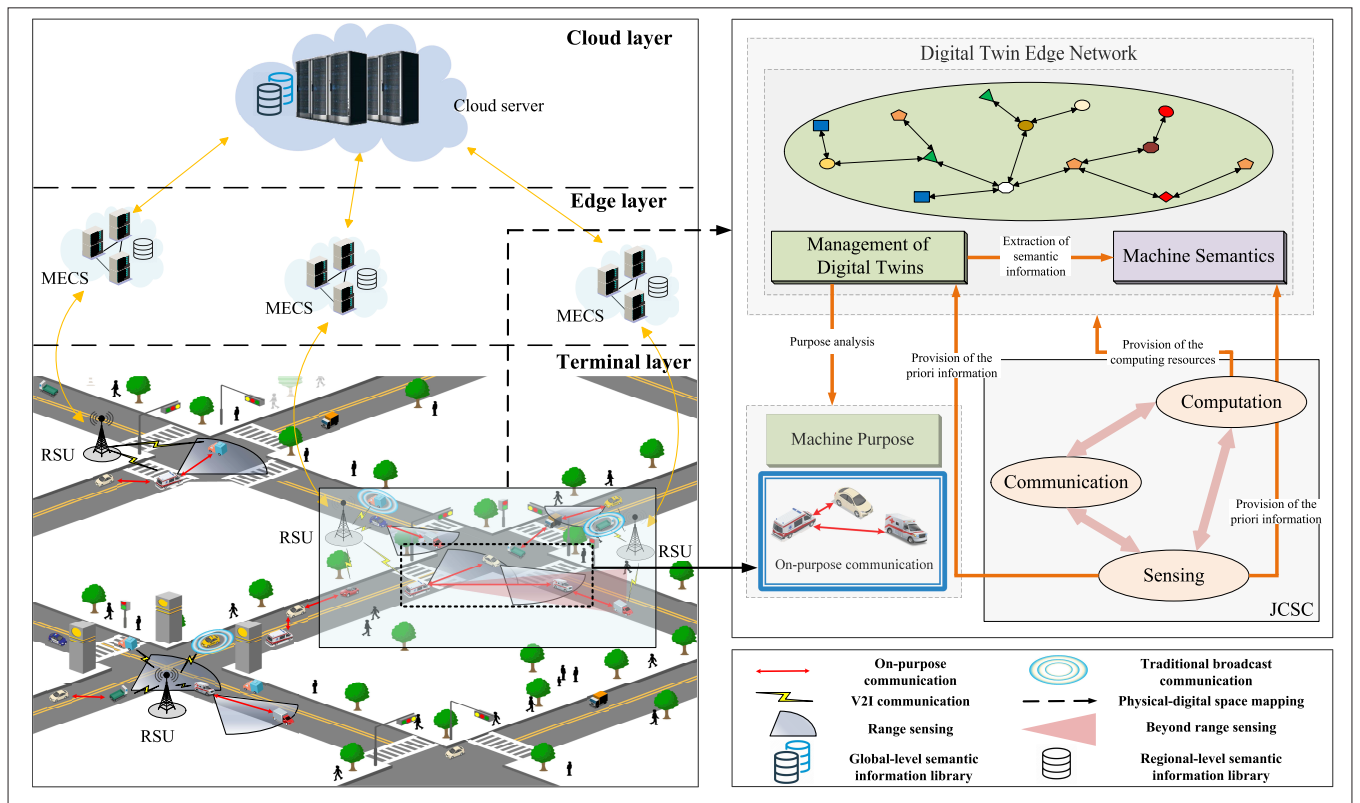 Cloud layer
Cloud server
Edge layer
MECS
MECS
MECS
Terminal layer
RSU
RSU
RSU
RSU
Digital Twin Edge Network
Management of
Digital Twins
Extraction of
semantic
information
Machine Semantics
Purpose analysis
Provision of the
priori information
Provision of the
computing resources
Machine Purpose
On-purpose communication
Computation
Communication
Provision of the
priori information
Sensing
JCSC
On-purpose
communication
Traditional broadcast
communication
V2I communication
Physical-digital space mapping
Range sensing
Beyond range sensing
Global-level semantic
information library
Regional-level semantic
information library